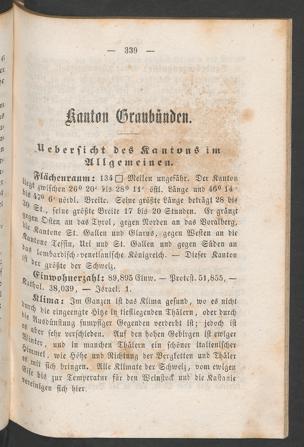 — 339 —
Kanton Graubünden.
Uebersicht des Kantons im
Allgemeinen.
Flächenraum: 134 □ Meilen ungefähr. Der Kanton
liegt zwischen 26° 20' bis 28° 11' östl. Länge und 46° 14'
bis 47° 6' nördl. Breite. Seine größte Länge beträgt 28 bis
30 St., seine größte Breite 17 bis 20 Stunden. Er gränzt
gegen Osten an das Tyrol, gegen Norden an das Voralberg,
die Kantone St. Gallen und Glarus, gegen Westen an die
Kantone Tessin, Uri und St. Gallen und gegen Süden an
das lombardisch-venetianische Königreich. — Dieser Kanton
ist der größte der Schweiz.
Einwohnerzahl: 89,895 Einw. — Protest. 51,855, —
Kathol. 38,039, — Israel. 1.
Klima: Im Ganzen ist das Klima gesund, wo es nicht
durch die eingeengte Hitze in tiefliegenden Thälern, oder durch
die Ausdünstung sumpfiger Gegenden verderbt ist; jedoch ist
es aber sehr verschieden. Auf den hohen Gebirgen ist ewiger
Winter, und in manchen Thälern ein schöner italienischer
Himmel, wie Höhe und Richtung der Bergketten und Thäler
es mit sich bringen. Alle Klimate der Schweiz, vom ewigen
Eise bis zur Temperatur für den Weinstock und die Kastanie
vereinigen sich hier.